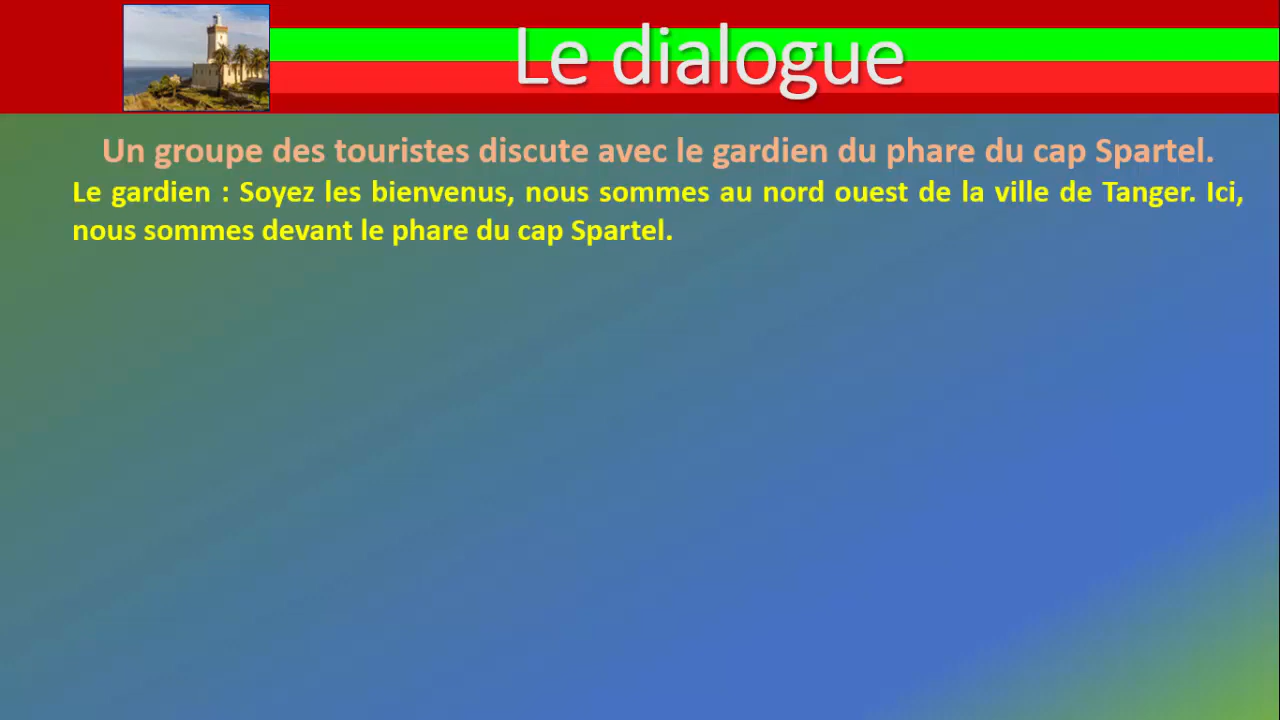 Le dialogue
Un groupe des touristes discute avec le gardien du phare du cap Spartel.
Le gardien : Soyez les bienvenus, nous sommes au nord ouest de la ville de Tanger. Ici,
nous sommes devant le phare du cap Spartel.